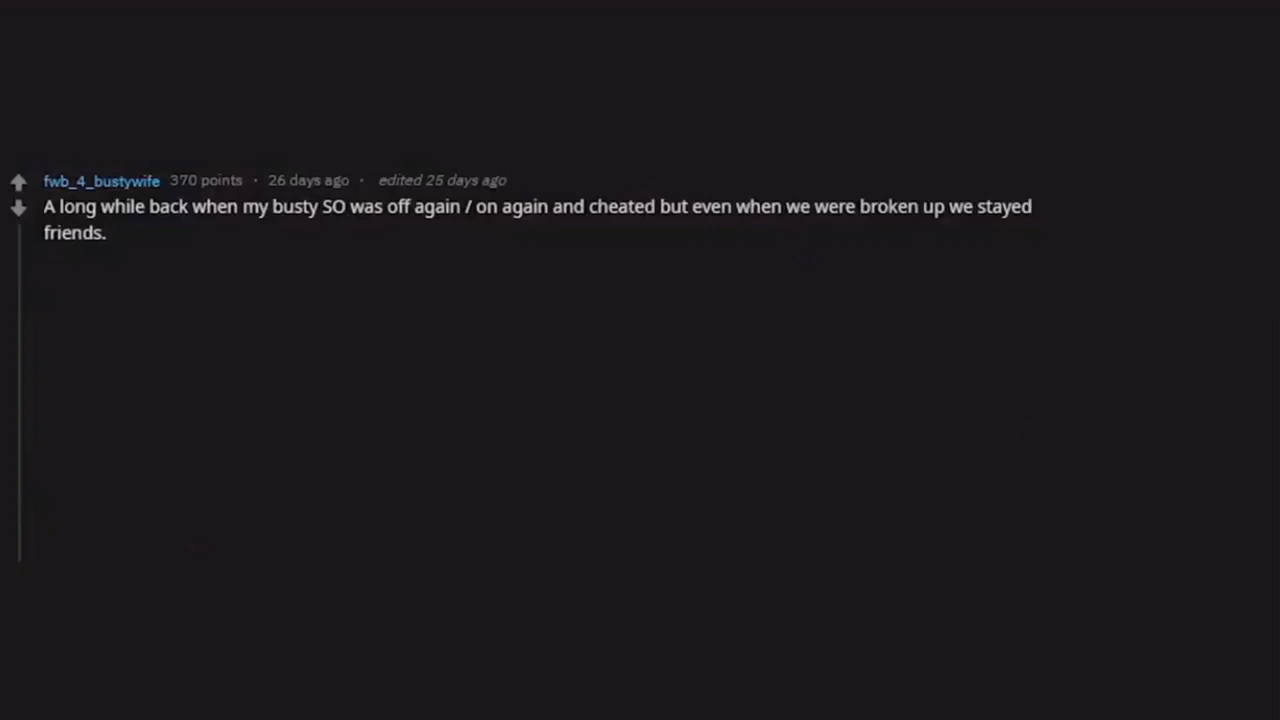 fwb_4_bustywife 370 points · 26 days ago · edited 25 days ago
A long while back when my busty SO was off again / on again and cheated but even when we were broken up we stayed
friends.